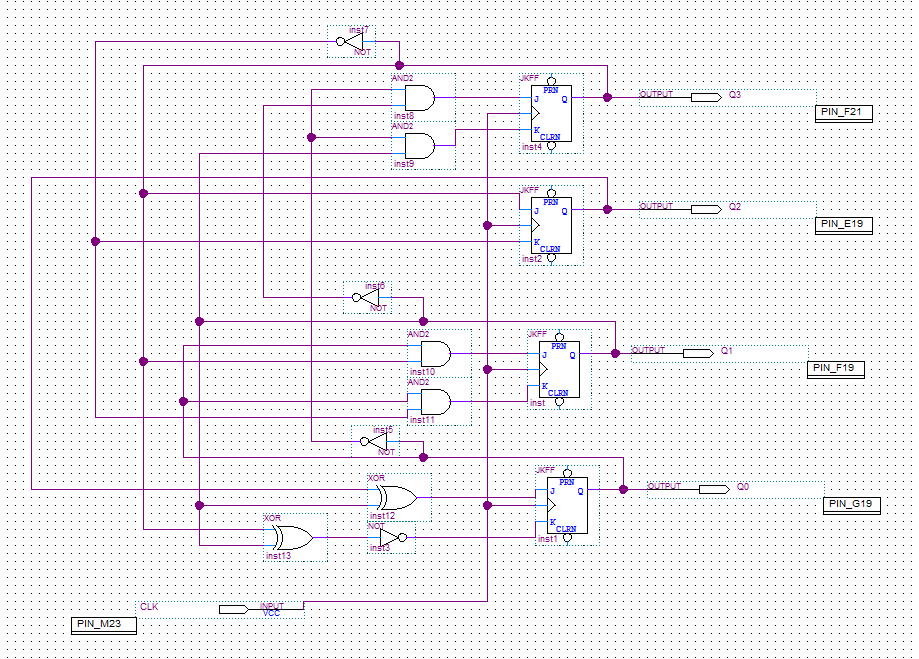 inst7
NOT
AND2
inst8
AND2
inst9
JKFF
PRN
J Q
K
CLRN
inst4
OUTPUT Q3
PIN_F21
JKFF
PRN
J Q
K
CLRN
inst2
OUTPUT Q2
PIN_E19
inst6
NOT
AND2
inst10
AND2
inst11
JKFF
PRN
J Q
K
CLRN
inst
OUTPUT Q1
PIN_F19
inst5
NOT
XOR
inst12
XOR
inst13
NOT
inst3
JKFF
PRN
J Q
K
CLRN
inst1
OUTPUT Q0
PIN_G19
CLK INPUT
VCC
PIN_M23